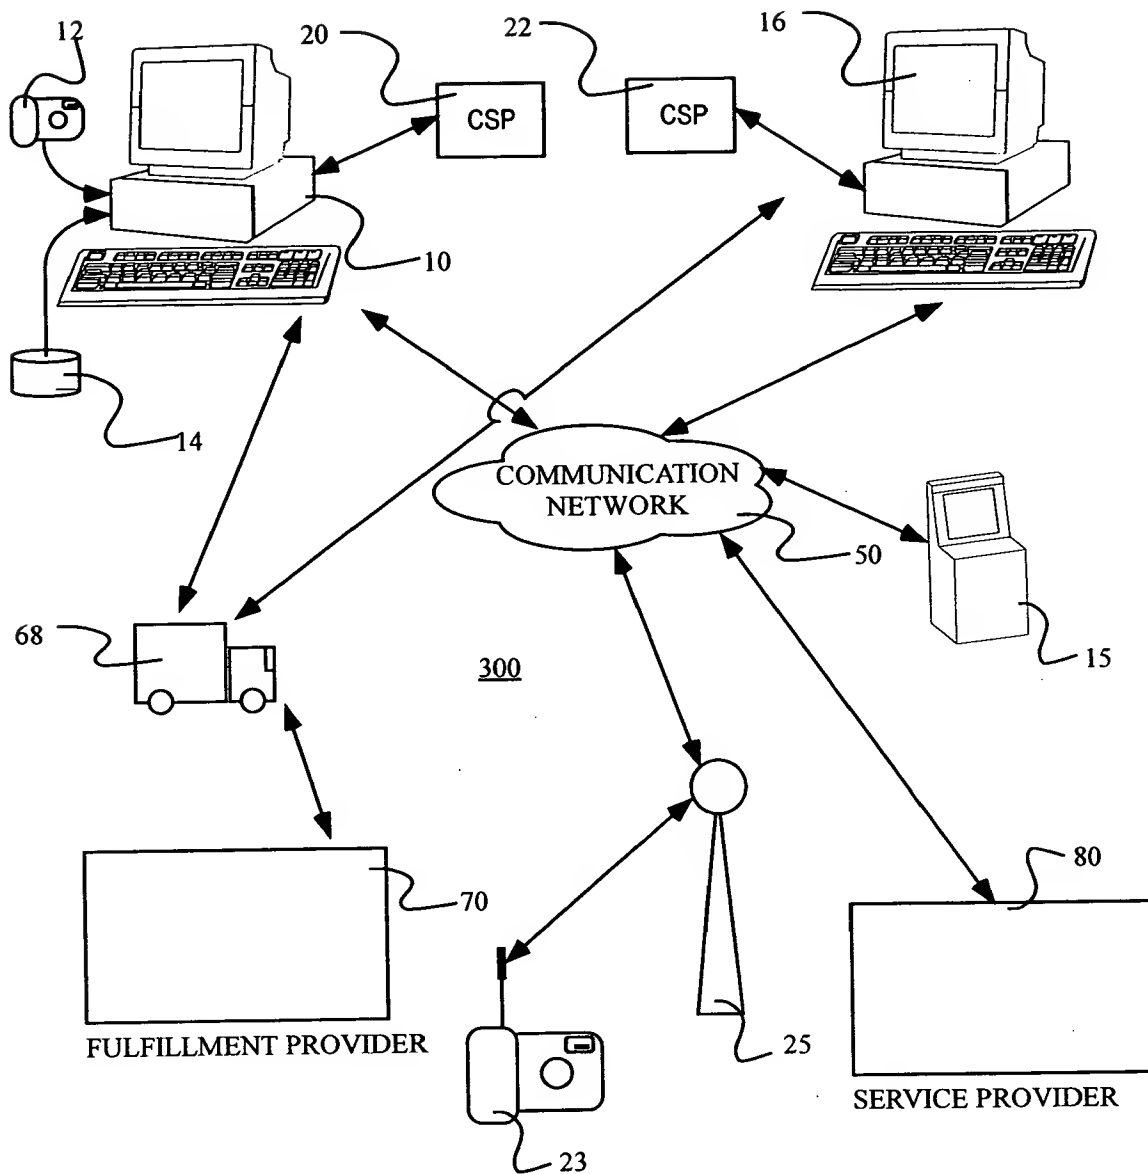 12
20
22
16
CSP
CSP
10
14
COMMUNICATION
NETWORK
50
15
68
300
70
80
FULFILLMENT PROVIDER
25
SERVICE PROVIDER
23